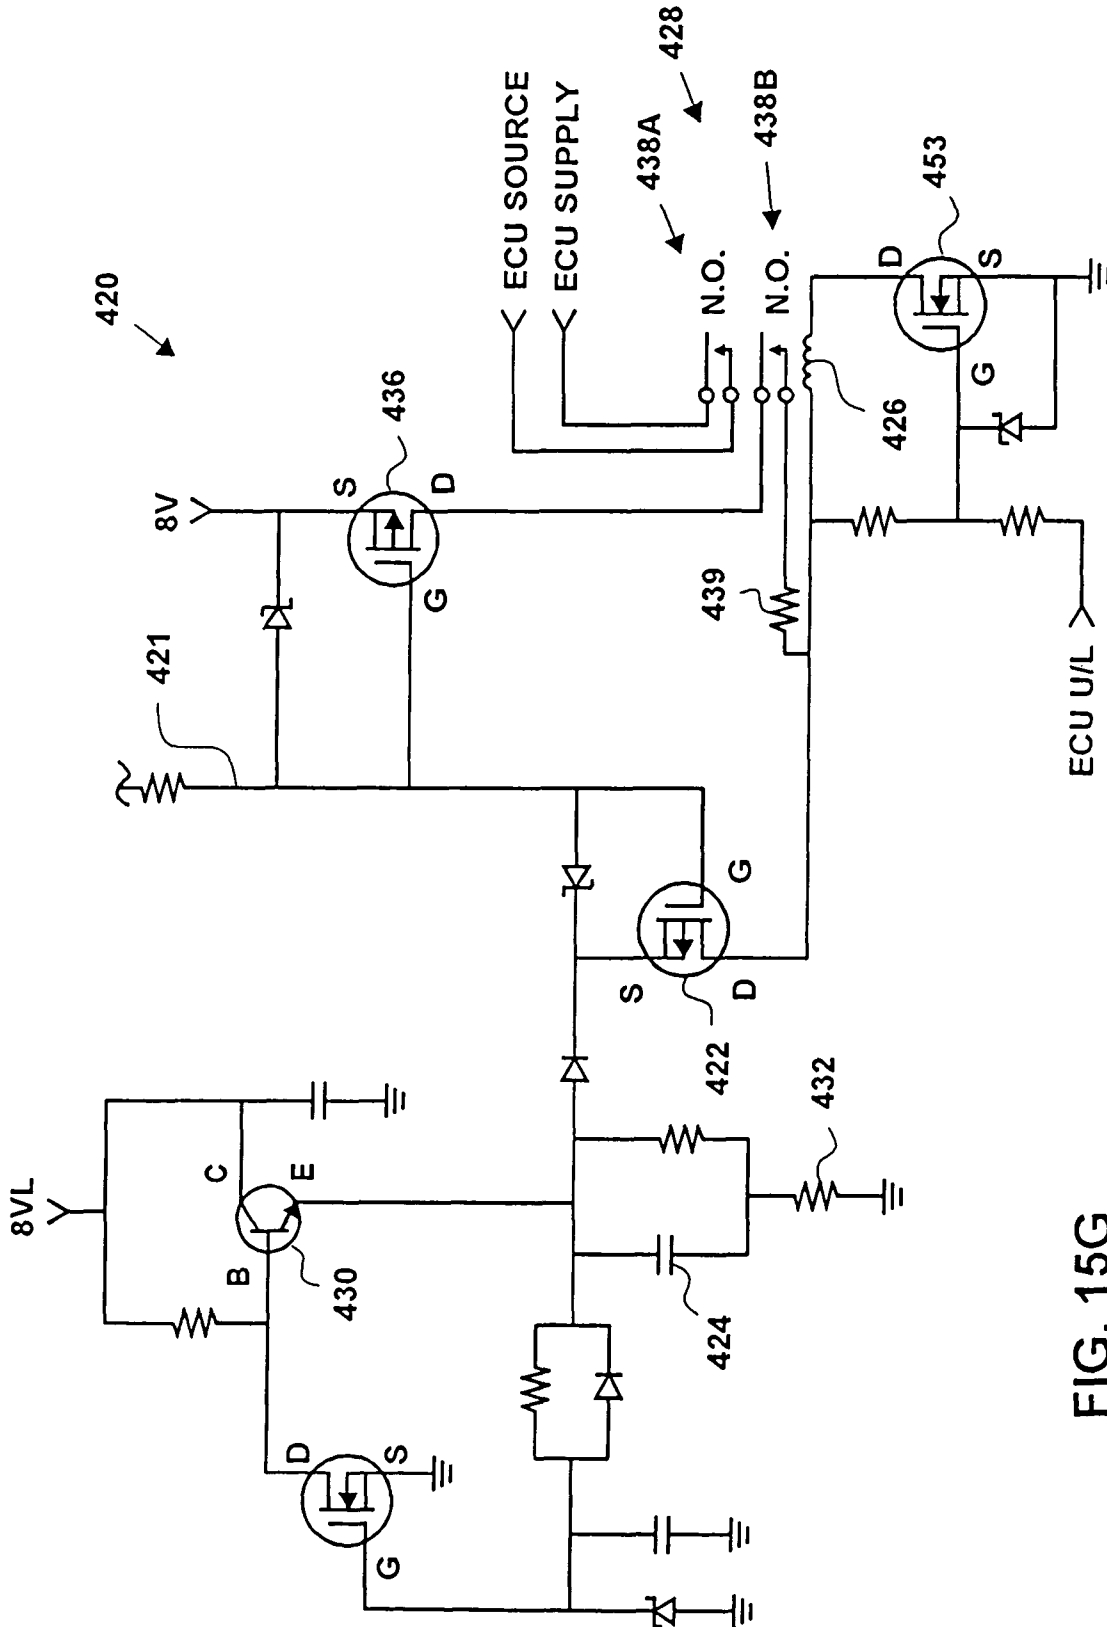 420
8VL
C
B
E
430
D
S
G
421
8V
S
436
D
G
ECU SOURCE
ECU SUPPLY
428
438A
N.O.
438B
N.O.
439
426
D
453
S
G
ECU U/L
S
G
D
422
432
424
FIG. 15G